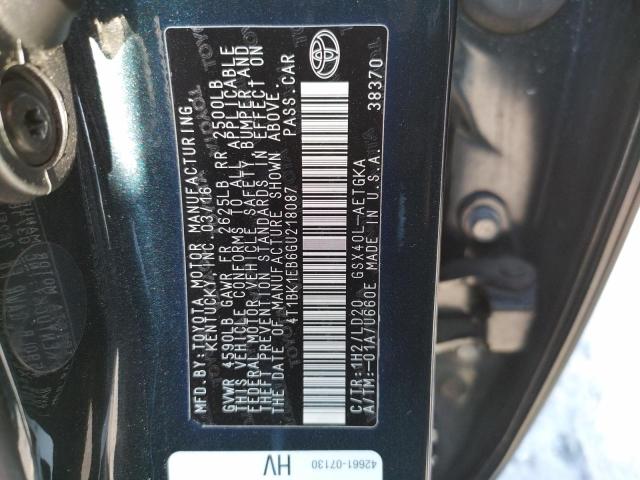 MFD.BY:TOYOTA MOTOR MANUFACTURING,
KENTUCKY,INC. 03/16
GVWR 4590LB GAWR FR 2625LB RR 2500LB
THIS VEHICLE CONFORMS TO ALL APPLICABLE
FEDERAL MOTOR VEHICLE SAFETY, BUMPER,AND
THEFT PREVENTION STANDARDS IN EFFECT ON
THE DATE OF MANUFACTURE SHOWN ABOVE.
4T1BK1EB6GU218087 PASS.CAR
C/TR:1H2/LD20 GSX40L-AETGKA
A/TM:-01A/U660E U.S.A. 38370
42661-07130
HV